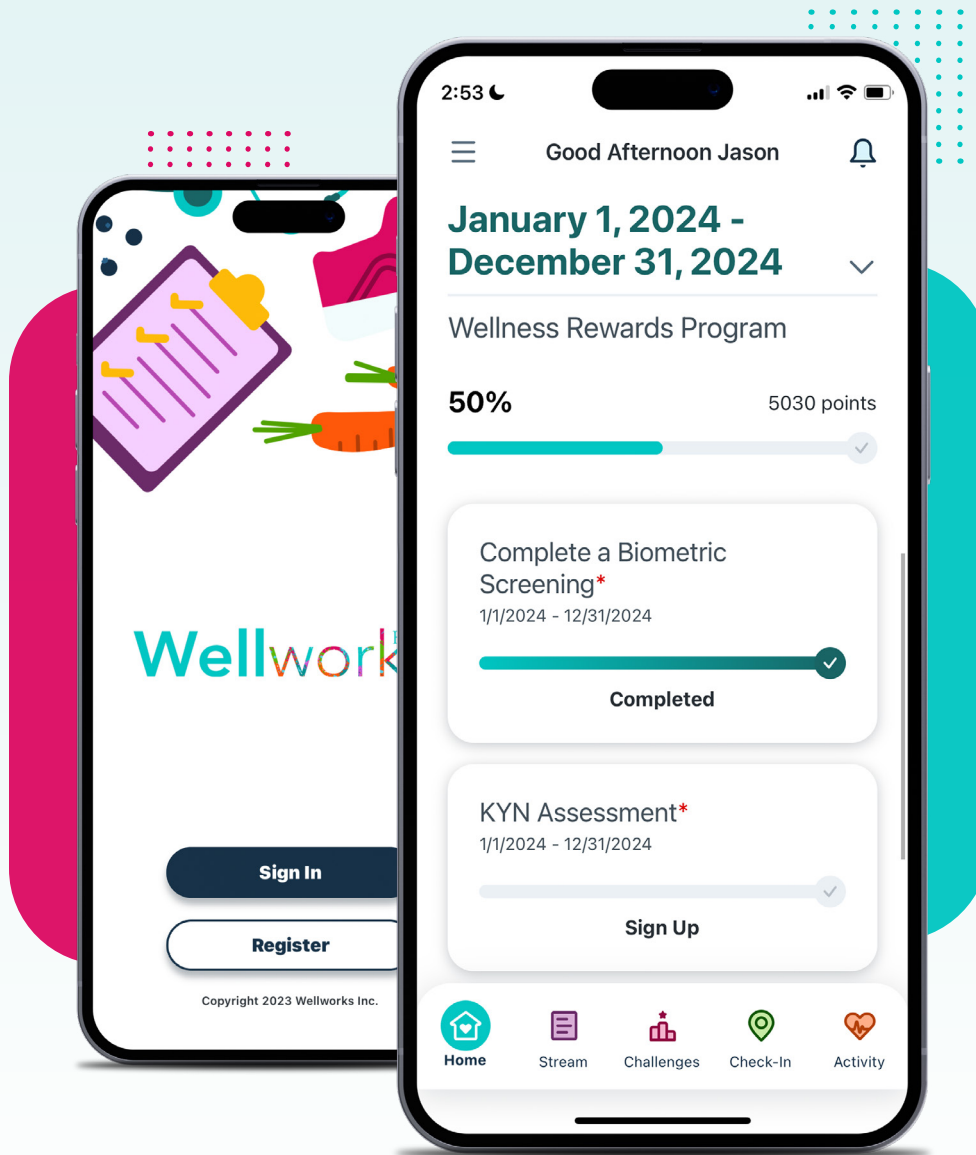 Wellwork
Sign In
Register
Copyright 2023 Wellworks Inc.
2:53
Good Afternoon Jason
January 1, 2024 -
December 31, 2024
Wellness Rewards Program
50%
5030 points
Complete a Biometric
Screening*
1/1/2024 - 12/31/2024
Completed
KYN Assessment*
1/1/2024 - 12/31/2024
Sign Up
Home
Stream
Challenges
Check-In
Activity